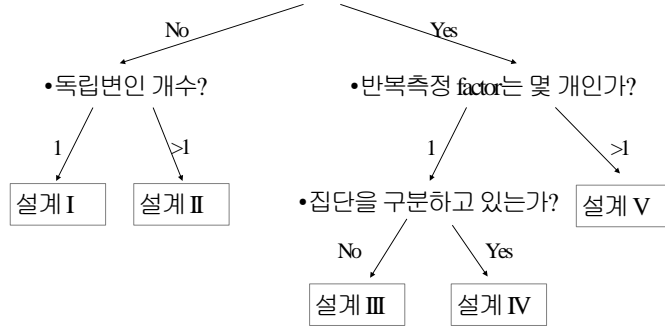 No Yes
•독립변인 개수? •반복측정 factor는 몇 개인가?
1 >1 1 >1
설계 I 설계 II •집단을 구분하고 있는가? 설계 V
No Yes
설계 III 설계 IV